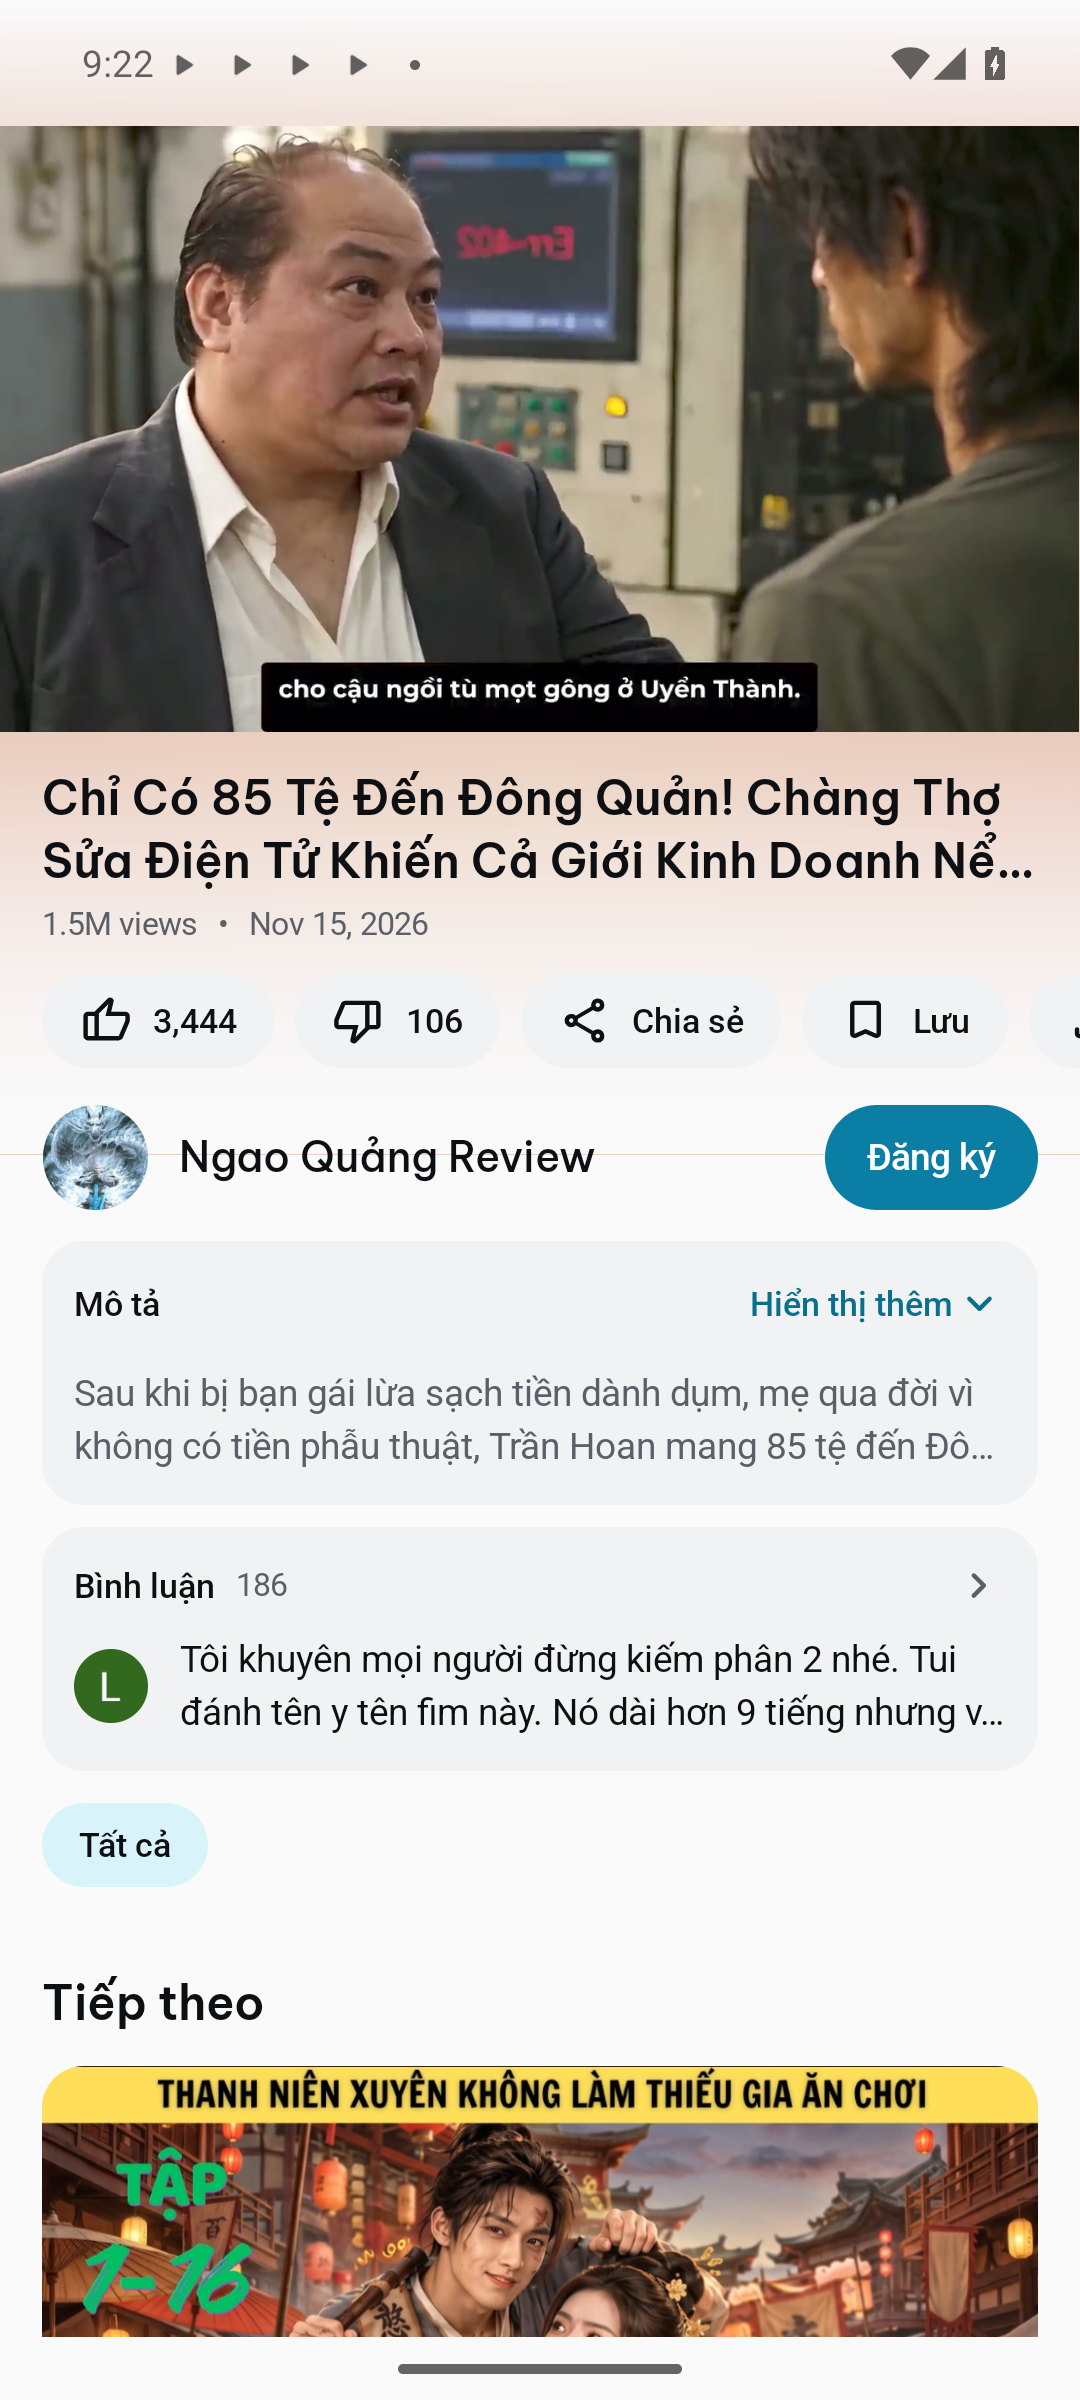 9:22
Err-402
cho cậu ngồi tù mọt gông ở Uyển Thành.
Chỉ Có 85 Tệ Đến Đông Quản! Chàng Thợ
Sửa Điện Tử Khiến Cả Giới Kinh Doanh Nể...
1.5M views • Nov 15, 2026
3,444
106
Chia sẻ
Lưu
Ngao Quảng Review
Đăng ký
Mô tả
Hiển thị thêm
Sau khi bị bạn gái lừa sạch tiền dành dụm, mẹ qua đời vì
không có tiền phẫu thuật, Trần Hoan mang 85 tệ đến Đô...
Bình luận 186
L
Tôi khuyên mọi người đừng kiếm phân 2 nhé. Tui
đánh tên y tên fim này. Nó dài hơn 9 tiếng nhưng v...
Tất cả
Tiếp theo
THANH NIÊN XUYÊN KHÔNG LÀM THIẾU GIA ĂN CHƠI
TẬP
1-16